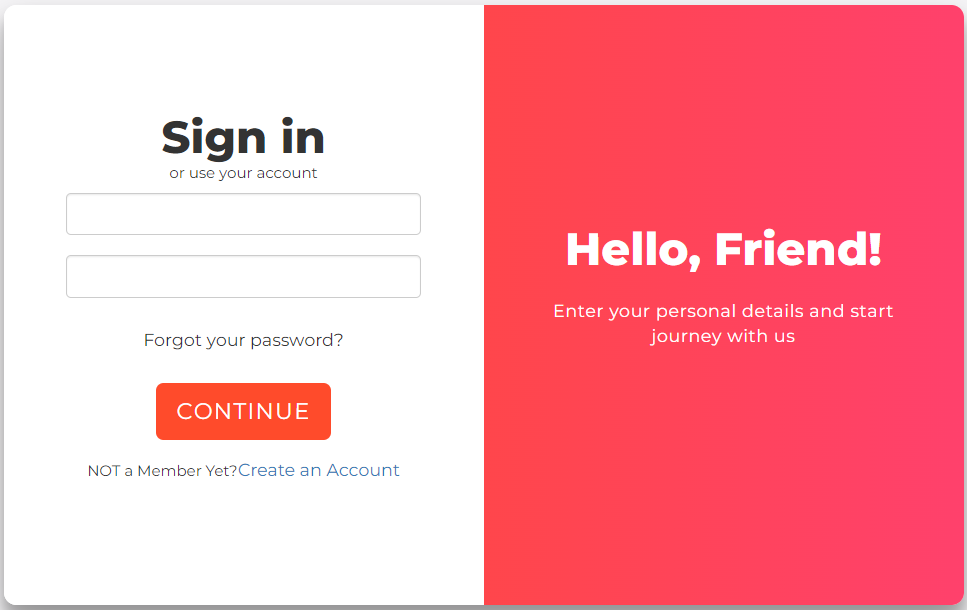 Sign in
or use your account
Forgot your password?
CONTINUE
NOT a Member Yet?Create an Account
Hello, Friend!
Enter your personal details and start
journey with us